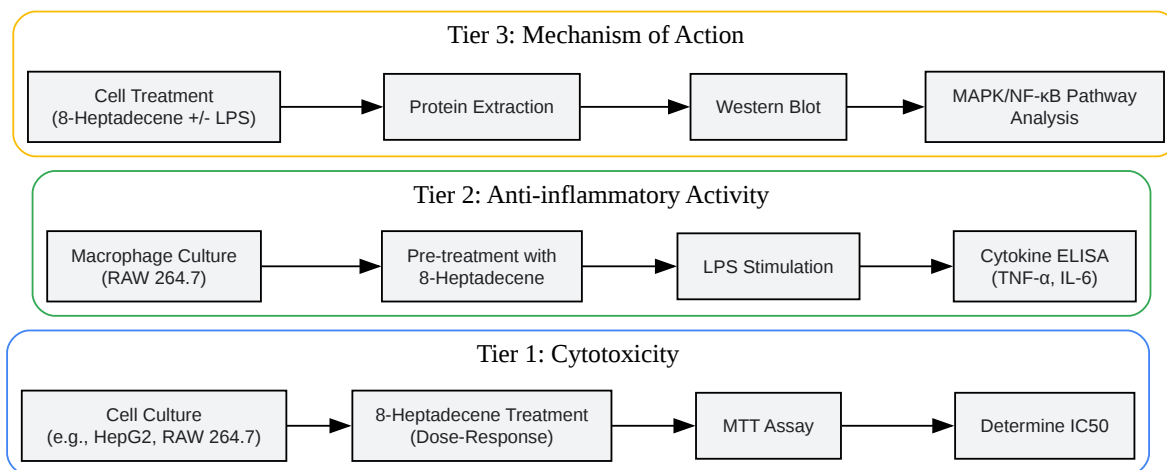 Tier 3: Mechanism of Action
Cell Treatment
(8-Heptadecene +/- LPS)
Protein Extraction
Western Blot
MAPK/NF-κB Pathway
Analysis
Tier 2: Anti-inflammatory Activity
Macrophage Culture
(RAW 264.7)
Pre-treatment with
8-Heptadecene
LPS Stimulation
Cytokine ELISA
(TNF-α, IL-6)
Tier 1: Cytotoxicity
Cell Culture
(e.g., HepG2, RAW 264.7)
8-Heptadecene Treatment
(Dose-Response)
MTT Assay
Determine IC50